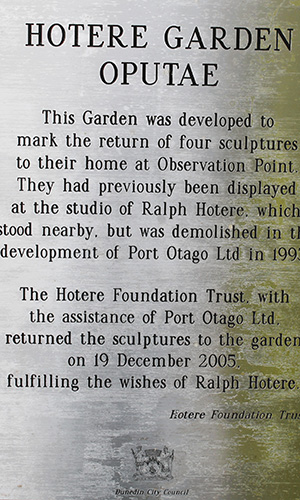 HOTERE GARDEN
OPUTAE
This Garden was developed to
mark the return of four sculptures
to their home at Observation Point.
They had previously been displayed
at the studio of Ralph Hotere, which
stood nearby, but was demolished in th
development of Port Otago Ltd in 1993
The Hotere Foundation Trust, with
the assistance of Port Otago Ltd,
returned the sculptures to the garden
on 19 December 2005,
fulfilling the wishes of Ralph Hotere.
Hotere Foundation Trus
Dunedin City Council